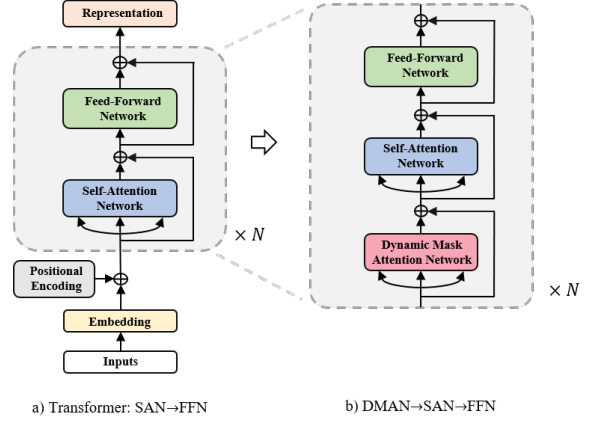 Representation
Feed-Forward
Network
Self-Attention
Network
× N
Positional
Encoding
Embedding
Inputs
a) Transformer: SAN→FFN
Feed-Forward
Network
Self-Attention
Network
Dynamic Mask
Attention Network
× N
b) DMAN→SAN→FFN